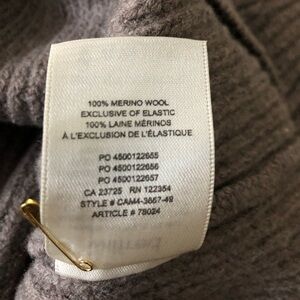 100% MERINO WOOL
EXCLUSIVE OF ELASTIC
100% LAINE MÉRINOS
À L'EXCLUSION DE L'ÉLASTIQUE
PO 4500122655
PO 4500122656
PO 4500122657
CA 23725 RN 122354
STYLE # CAM4-3667-49
ARTICLE # 78024